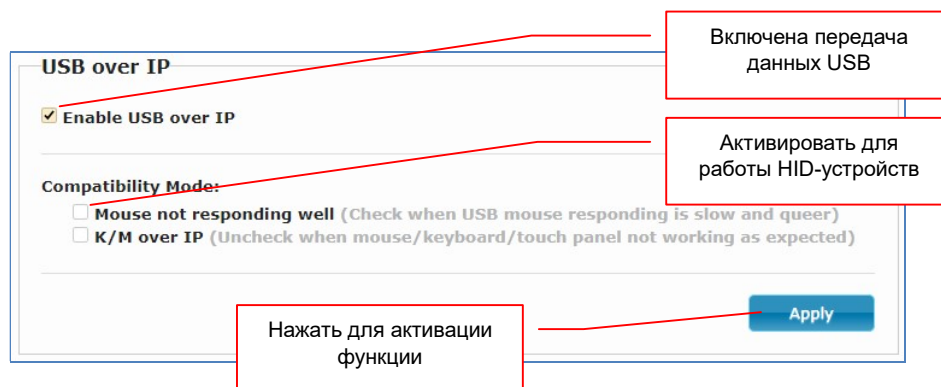 Включена передача
данных USB
USB over IP
Enable USB over IP
Активировать для
работы HID-устройств
Compatibility Mode:
Mouse not responding well (Check when USB mouse responding is slow and queer)
K/M over IP (Uncheck when mouse/keyboard/touch panel not working as expected)
Apply
Нажать для активации
функции